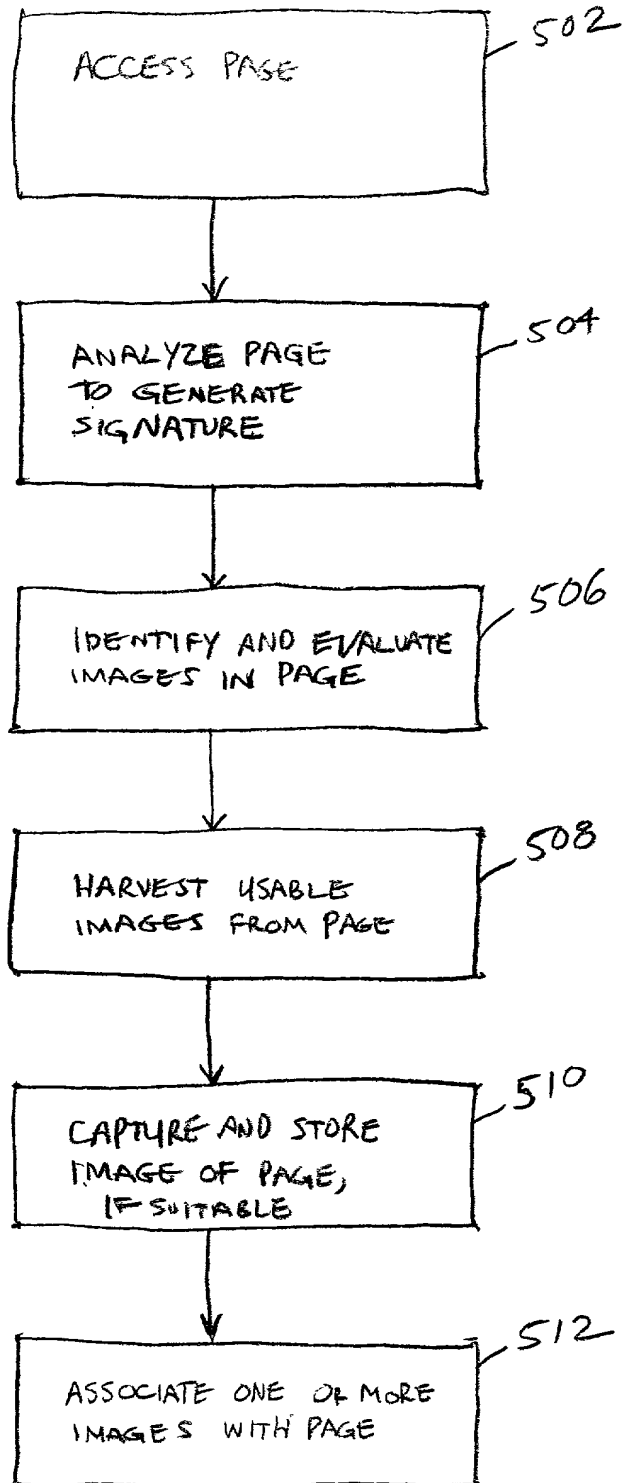 502
ACCESS PAGE
504
ANALYZE PAGE
TO GENERATE
SIGNATURE
506
IDENTIFY AND EVALUATE
IMAGES IN PAGE
508
HARVEST USABLE
IMAGES FROM PAGE
510
CAPTURE AND STORE
IMAGE OF PAGE,
IF SUITABLE
512
ASSOCIATE ONE OR MORE
IMAGES WITH PAGE